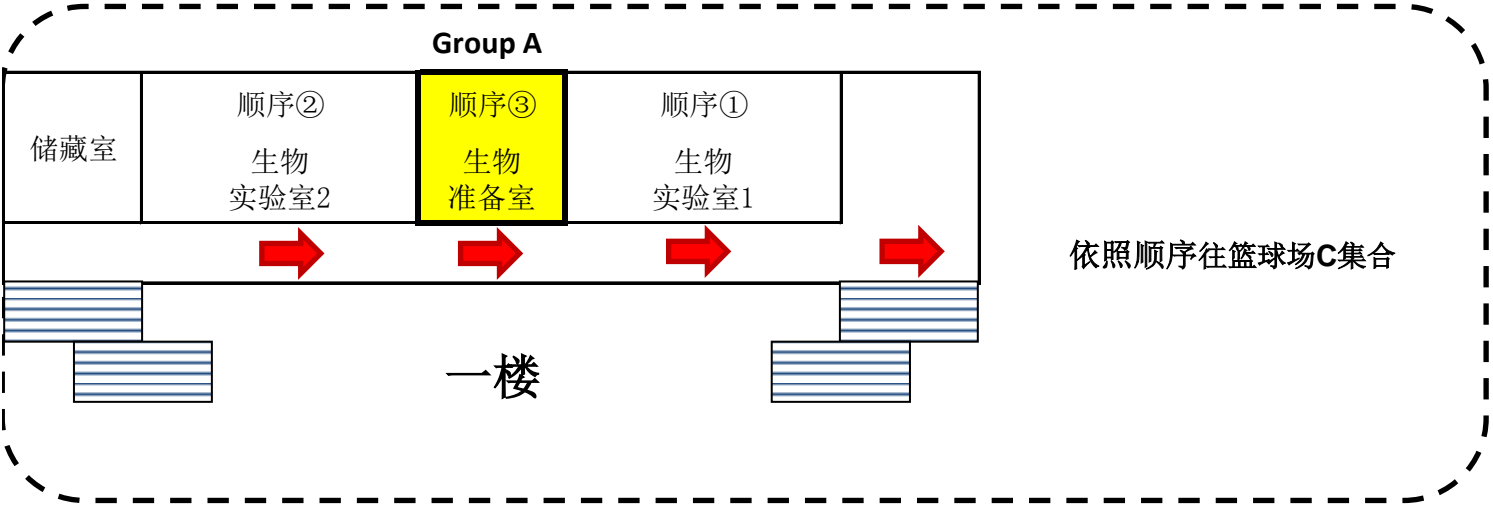 Group A
储藏室
顺序②
生物
实验室2
顺序③
生物
准备室
顺序①
生物
实验室1
依照顺序往篮球场C集合
一楼